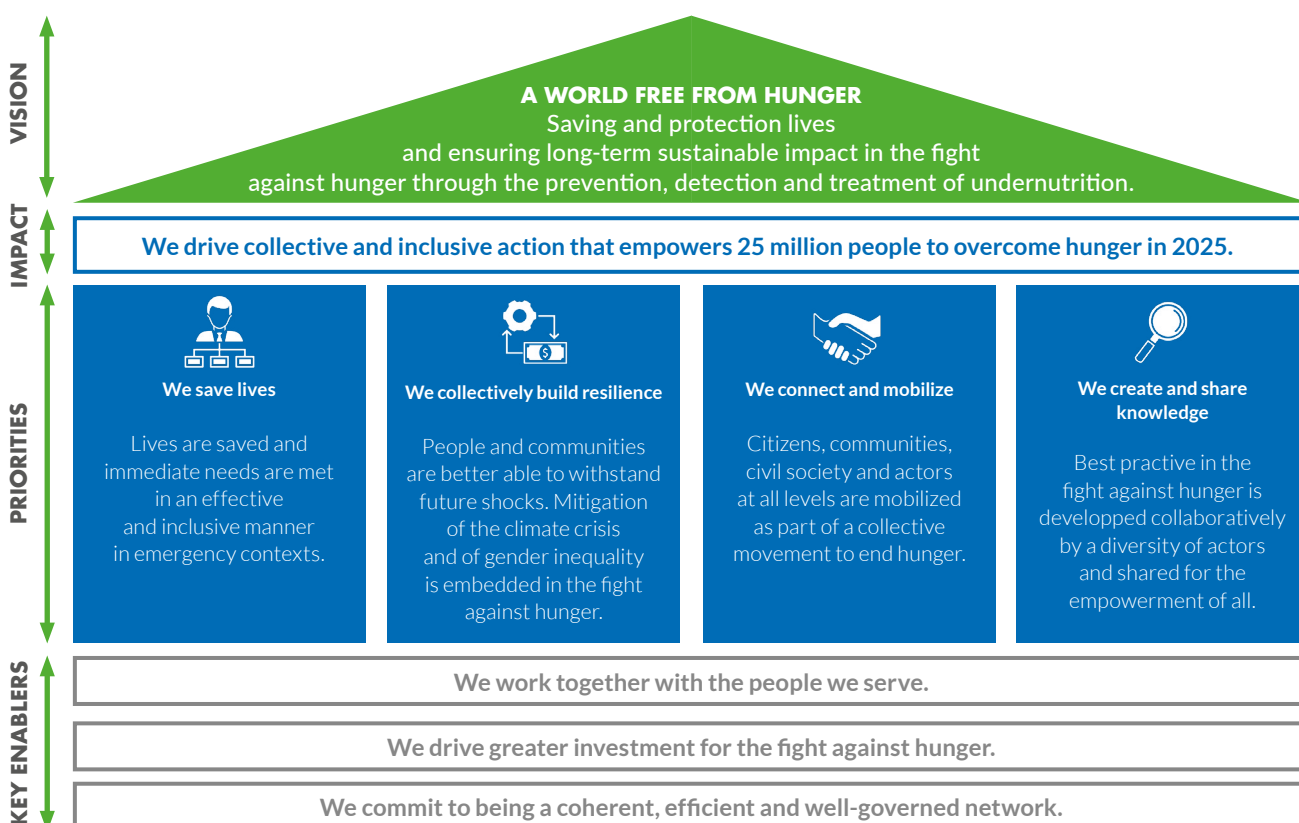 VISION
A WORLD FREE FROM HUNGER
Saving and protection lives
and ensuring long-term sustainable impact in the fight
against hunger through the prevention, detection and treatment of undernutrition.
IMPACT
We drive collective and inclusive action that empowers 25 million people to overcome hunger in 2025.
PRIORITIES
We save lives
Lives are saved and
immediate needs are met
in an effective
and inclusive manner
in emergency contexts.
$
We collectively build resilience
People and communities
are better able to withstand
future shocks. Mitigation
of the climate crisis
and of gender inequality
is embedded in the fight
against hunger.
We connect and mobilize
Citizens, communities,
civil society and actors
at all levels are mobilized
as part of a collective
movement to end hunger.
We create and share
knowledge
Best practive in the
fight against hunger is
developped collaboratively
by a diversity of actors
and shared for the
empowerment of all.
KEY ENABLERS
We work together with the people we serve.
We drive greater investment for the fight against hunger.
We commit to being a coherent, efficient and well-governed network.